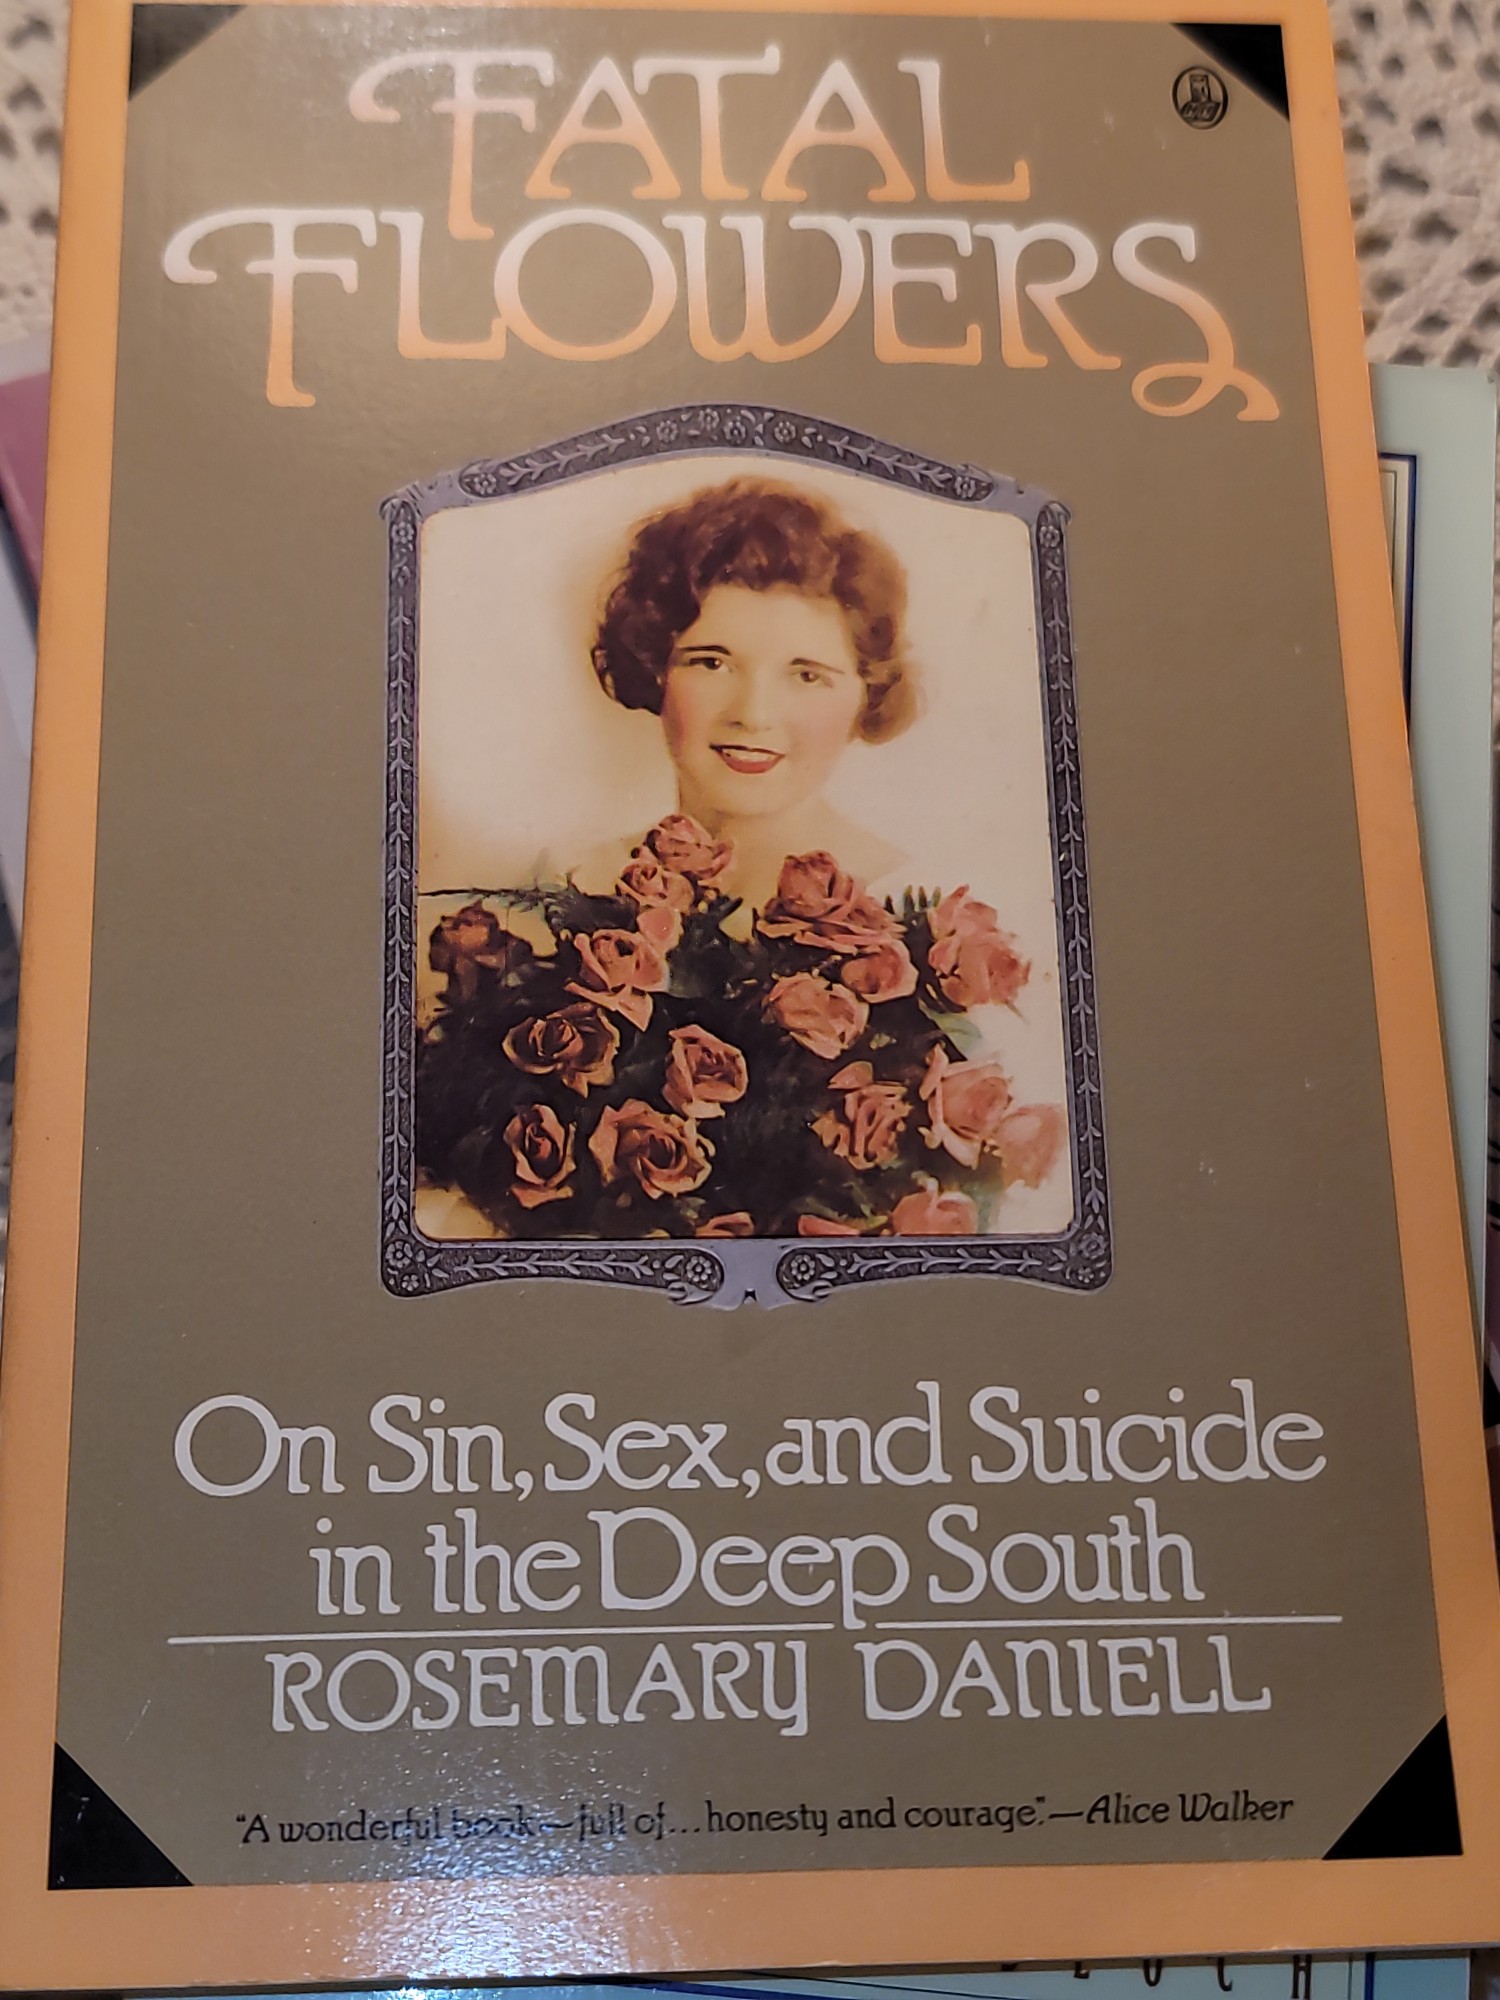 FATAL
FLOWERS
On Sin, Sex, and Suicide
in the Deep South
ROSEMARY DANIELL
"A wonderful book—full of...honesty and courage."—Alice Walker